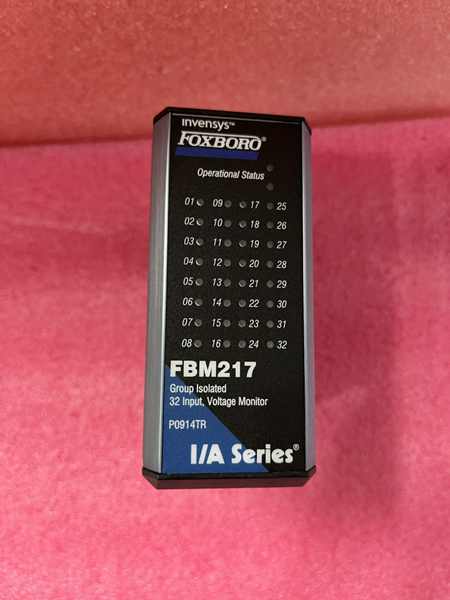 invensys™
FOXBORO®
Operational Status
01 09 17 25
02 10 18 26
03 11 19 27
04 12 20 28
05 13 21 29
06 14 22 30
07 15 23 31
08 16 24 32
FBM217
Group Isolated
32 Input, Voltage Monitor
P0914TR
I/A Series®